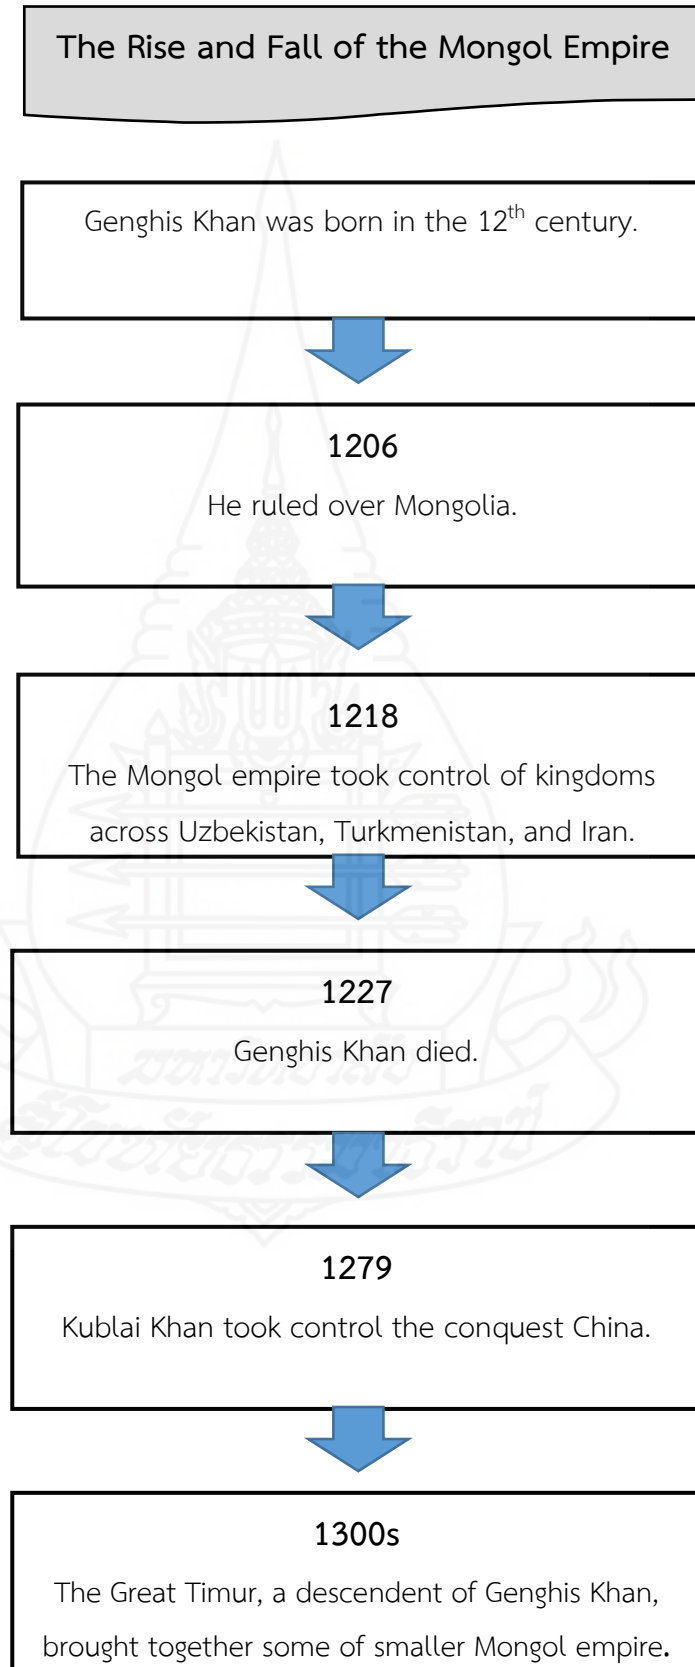 The Rise and Fall of the Mongol Empire
Genghis Khan was born in the 12th century.
1206
He ruled over Mongolia.
1218
The Mongol empire took control of kingdoms
across Uzbekistan, Turkmenistan, and Iran.
1227
Genghis Khan died.
1279
Kublai Khan took control the conquest China.
1300s
The Great Timur, a descendent of Genghis Khan,
brought together some of smaller Mongol empire.